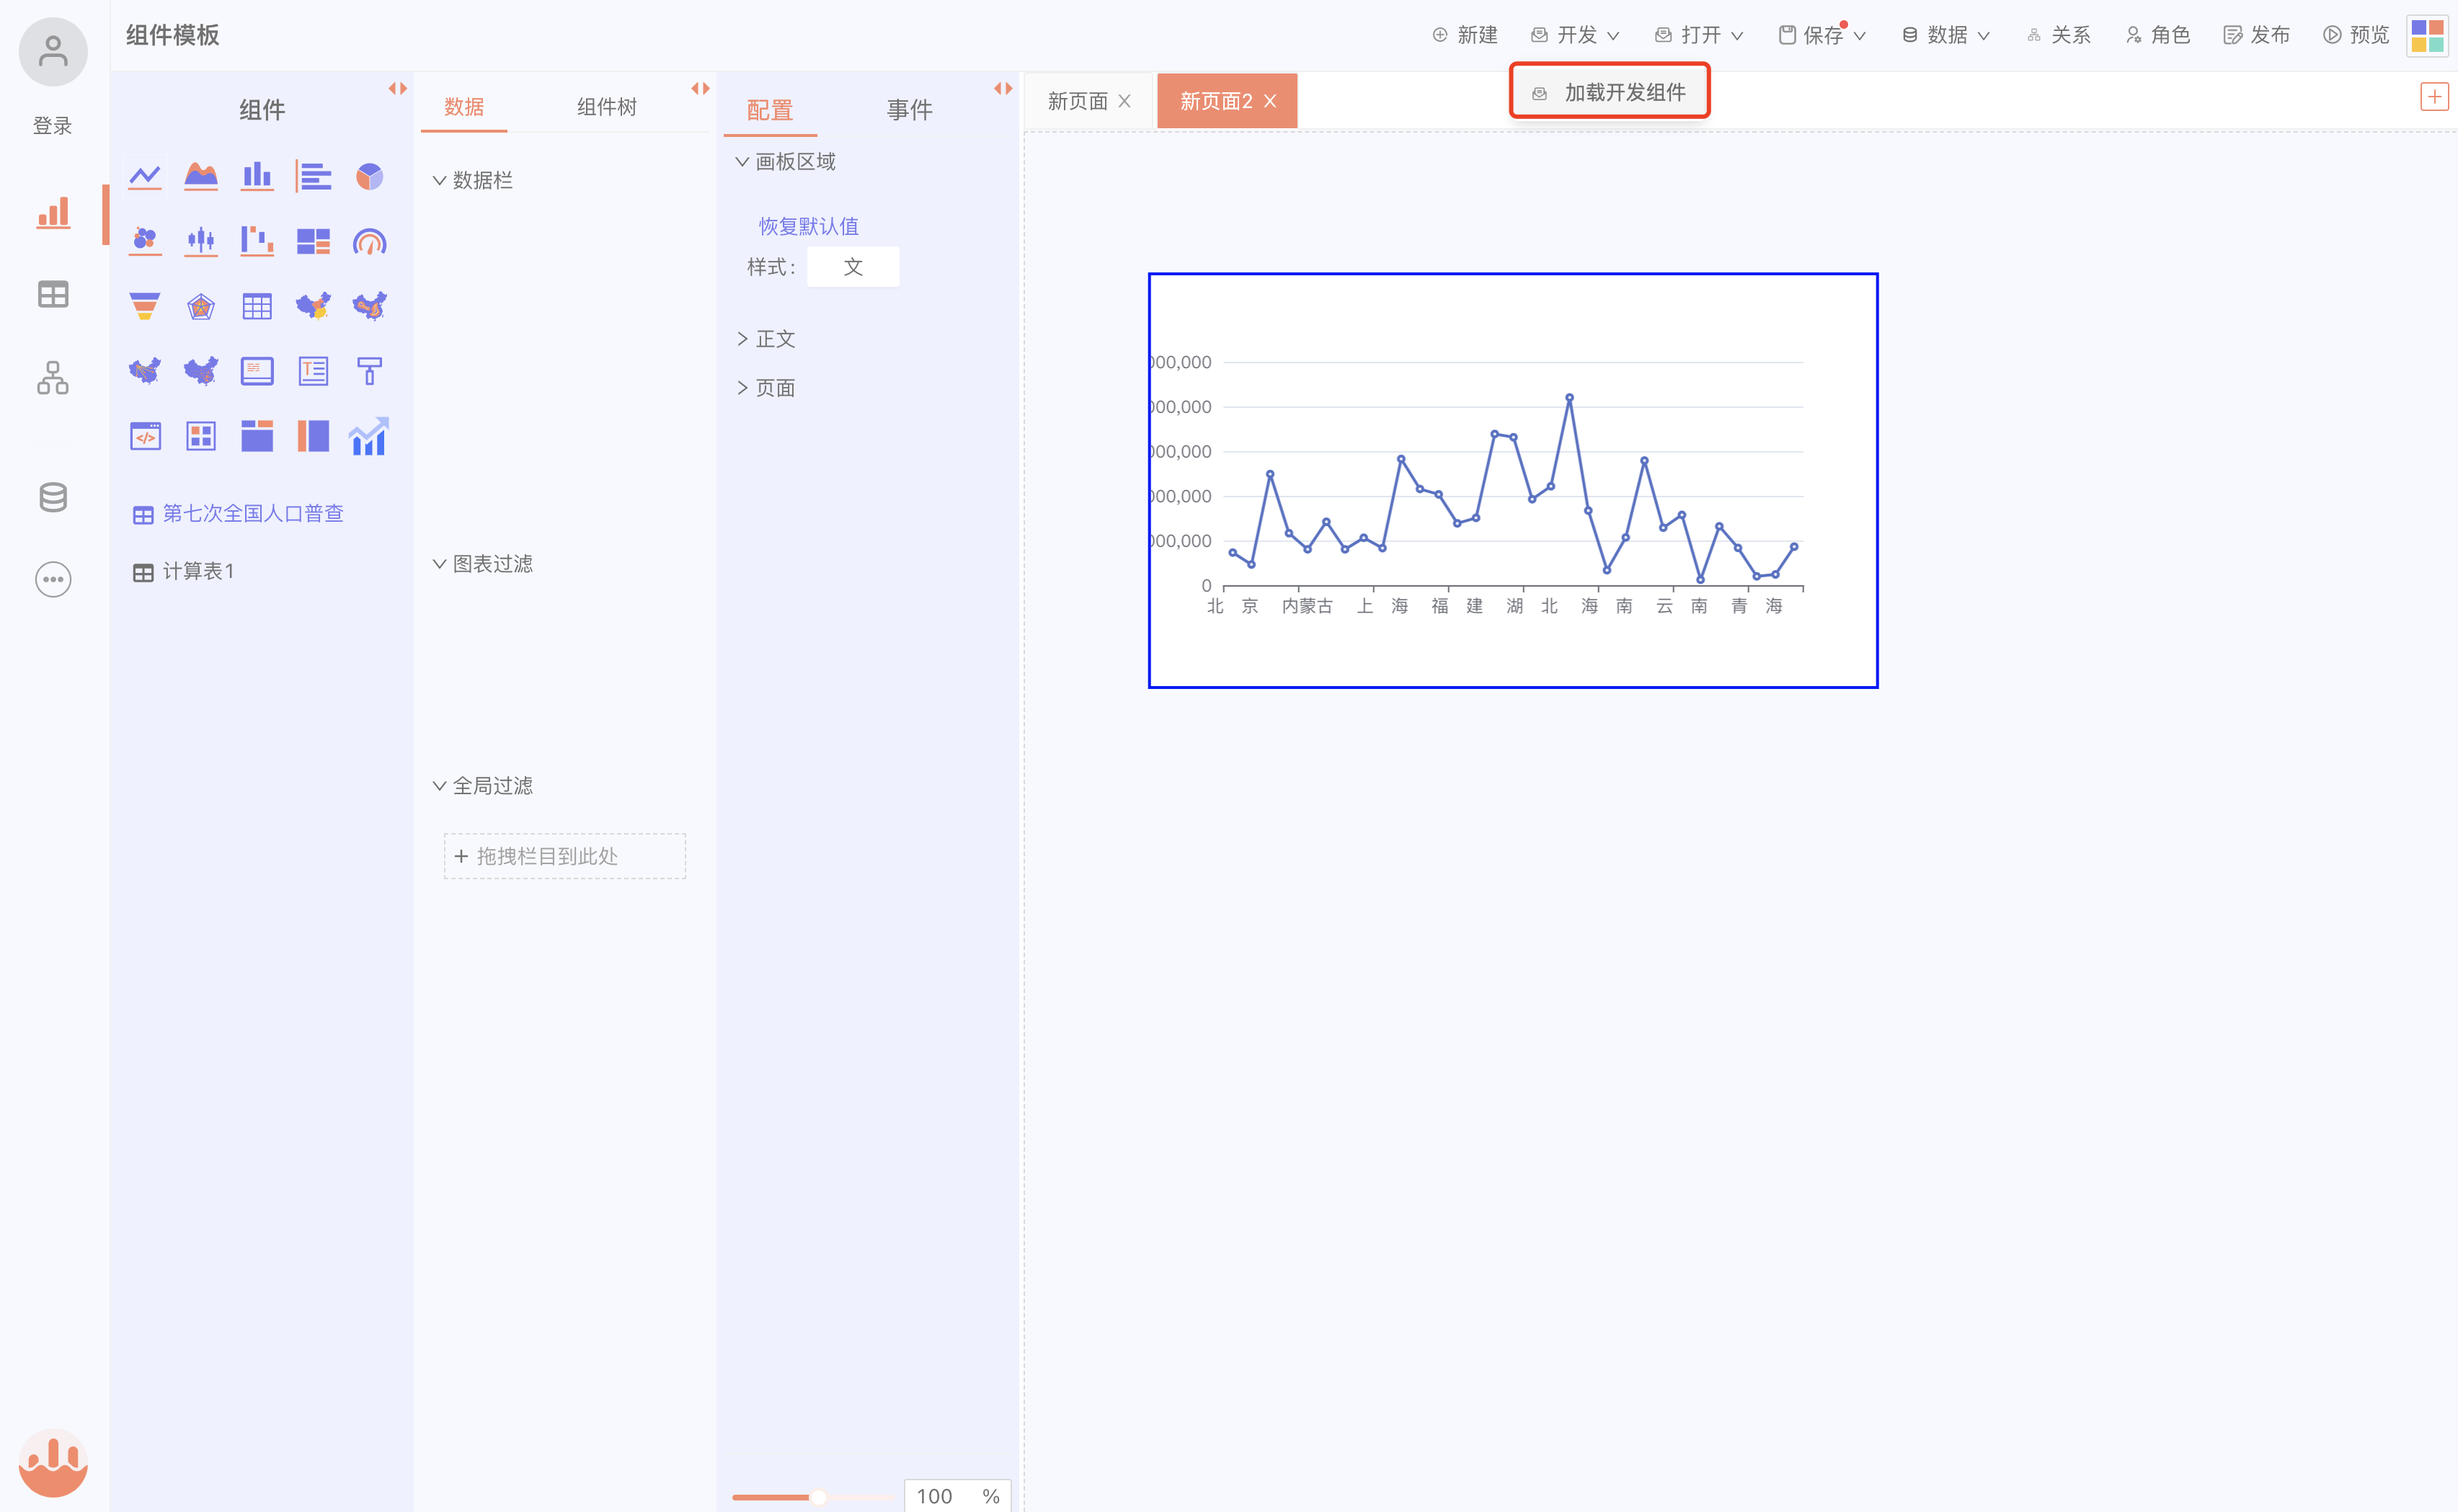 组件模板
新建 开发 打开 保存 数据 关系 角色 发布 预览
登录
组件
数据 组件树
配置 事件
新页面 新页面2
加载开发组件
第七次全国人口普查
计算表1
数据栏
图表过滤
全局过滤
+ 拖拽栏目到此处
画板区域
恢复默认值
样式: 文
正文
页面
100 %
000,000
000,000
000,000
000,000
000,000
0
北京 内蒙古 上海 福建 湖北 海南 云南 青海